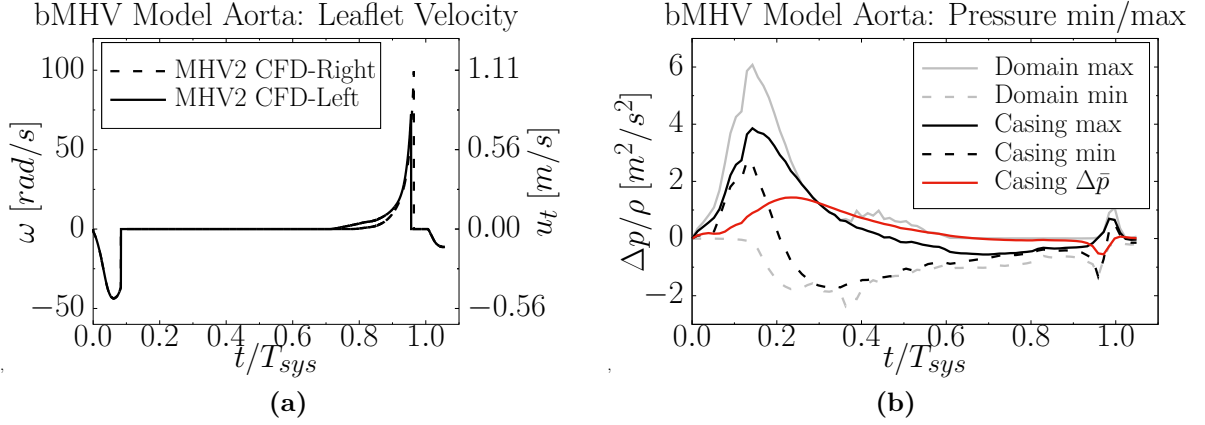 bMHV Model Aorta: Leaflet Velocity
MHV2 CFD-Right
MHV2 CFD-Left
100
50
0
−50
ω [rad/s]
1.11
0.56
0.00
−0.56
u_t [m/s]
0.0 0.2 0.4 0.6 0.8 1.0
t/T_sys
,
(a)
bMHV Model Aorta: Pressure min/max
Domain max
Domain min
Casing max
Casing min
Casing Δp̄
6
4
2
0
−2
Δp/ρ [m²/s²]
0.0 0.2 0.4 0.6 0.8 1.0
t/T_sys
,
(b)